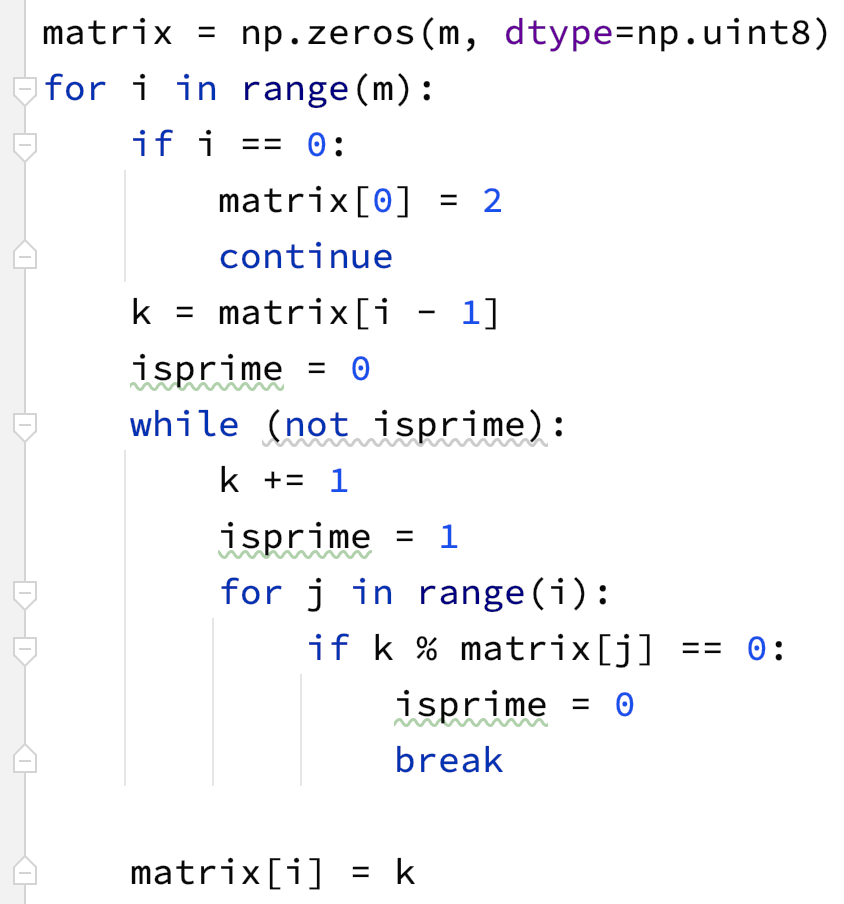 matrix = np.zeros(m, dtype=np.uint8)
for i in range(m):
    if i == 0:
        matrix[0] = 2
        continue
    k = matrix[i - 1]
    isprime = 0
    while (not isprime):
        k += 1
        isprime = 1
        for j in range(i):
            if k % matrix[j] == 0:
                isprime = 0
                break

    matrix[i] = k